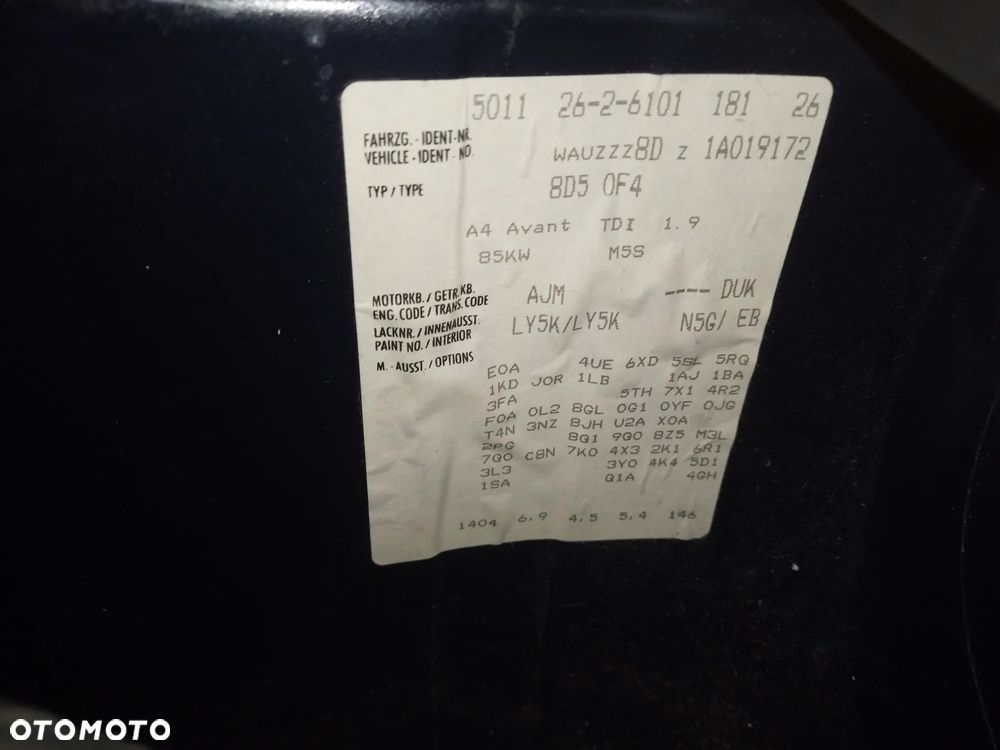 5011 26-2-6101 181 26
FAHRZG. - IDENT-NR.
VEHICLE - IDENT. NO. WAUZZZ8D Z 1A019172
TYP / TYPE 8D5 0F4
A4 Avant TDI 1.9
85KW M5S
MOTORKB. / GETR.KB.
ENG. CODE / TRANS. CODE AJM ---- DUK
LACKNR. / INNENAUSST.
PAINT NO. / INTERIOR LY5K/LY5K N5G/ EB
M. - AUSST. / OPTIONS
E0A 4UE 6XD 5SL 5RQ
1KD J0R 1LB 1AJ 1BA
3FA 5TH 7X1 4R2
F0A 0L2 8GL 0G1 0YF 0JG
T4N 3NZ 8JH U2A X0A
2PG 8Q1 9Q0 8Z5 M3L
7Q0 C8N 7K0 4X3 2K1 6R1
3L3 3Y0 4K4 5D1
1SA Q1A 4GH
1404 6.9 4.5 5.4 146
OTOMOTO